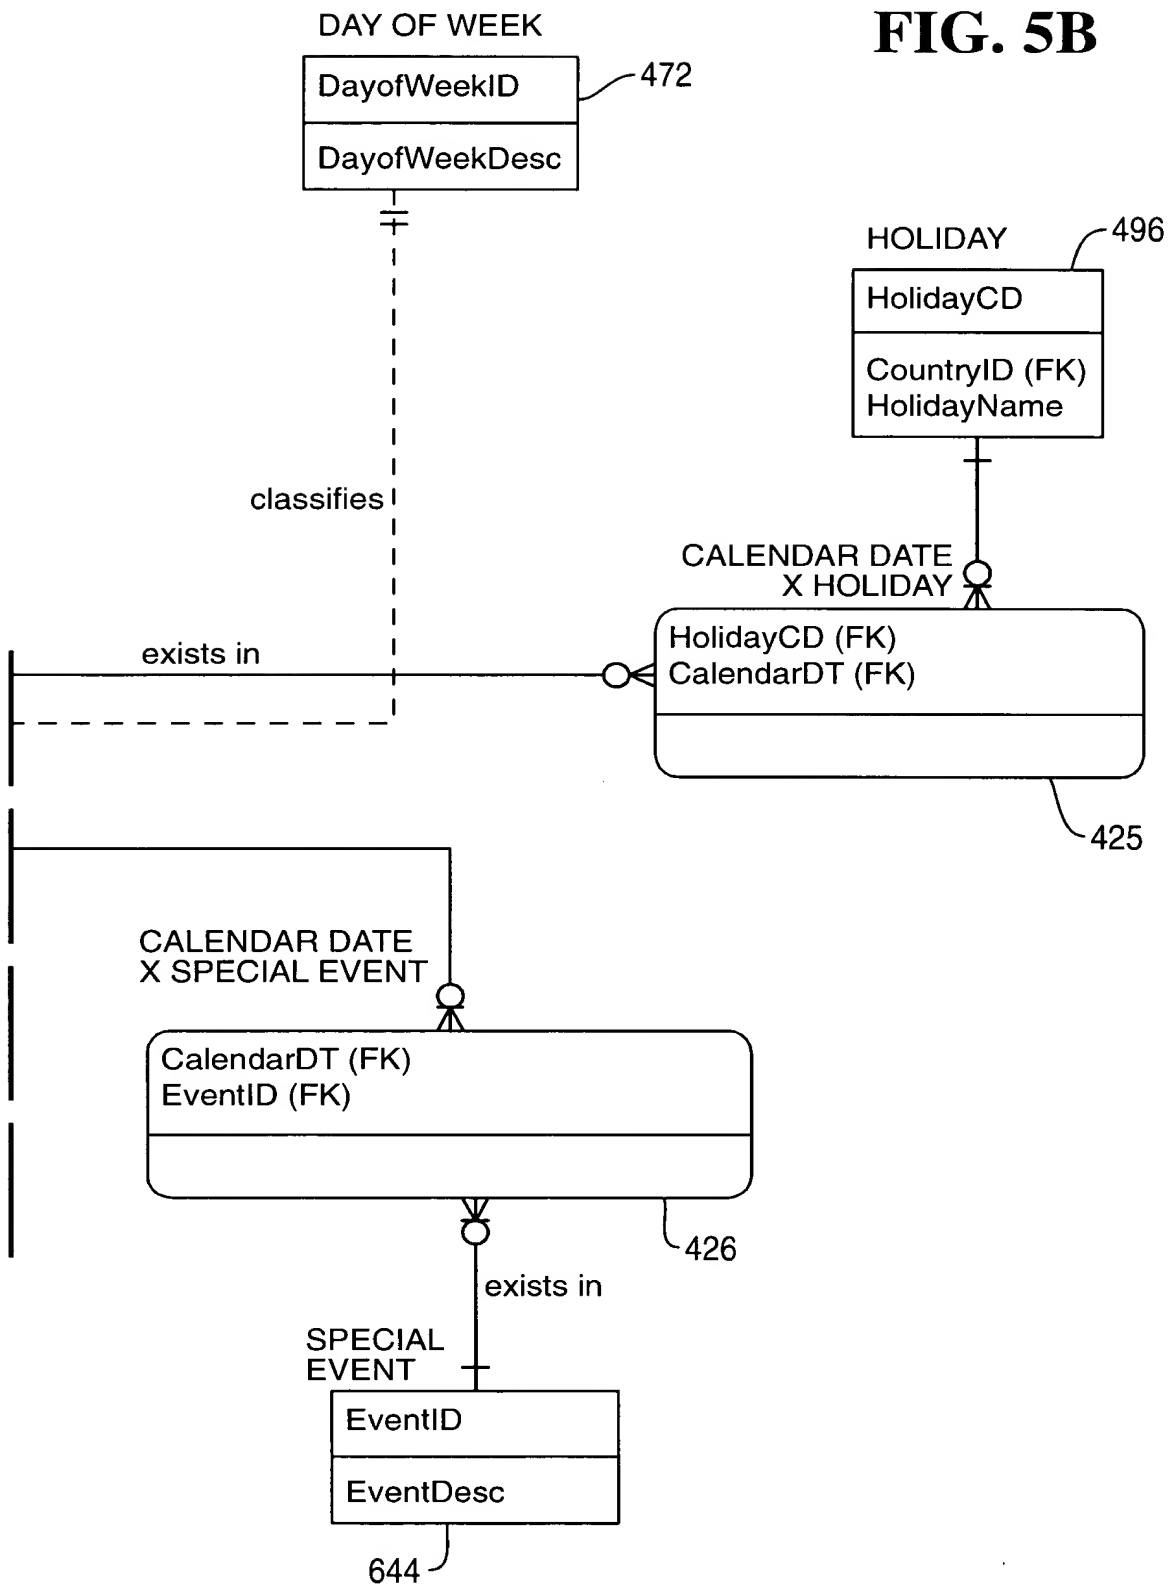 FIG. 5B
DAY OF WEEK
DayofWeekID
472
DayofWeekDesc
HOLIDAY
496
HolidayCD
CountryID (FK)
HolidayName
classifies
CALENDAR DATE
X HOLIDAY
exists in
HolidayCD (FK)
CalendarDT (FK)
425
CALENDAR DATE
X SPECIAL EVENT
CalendarDT (FK)
EventID (FK)
426
exists in
SPECIAL
EVENT
EventID
EventDesc
644